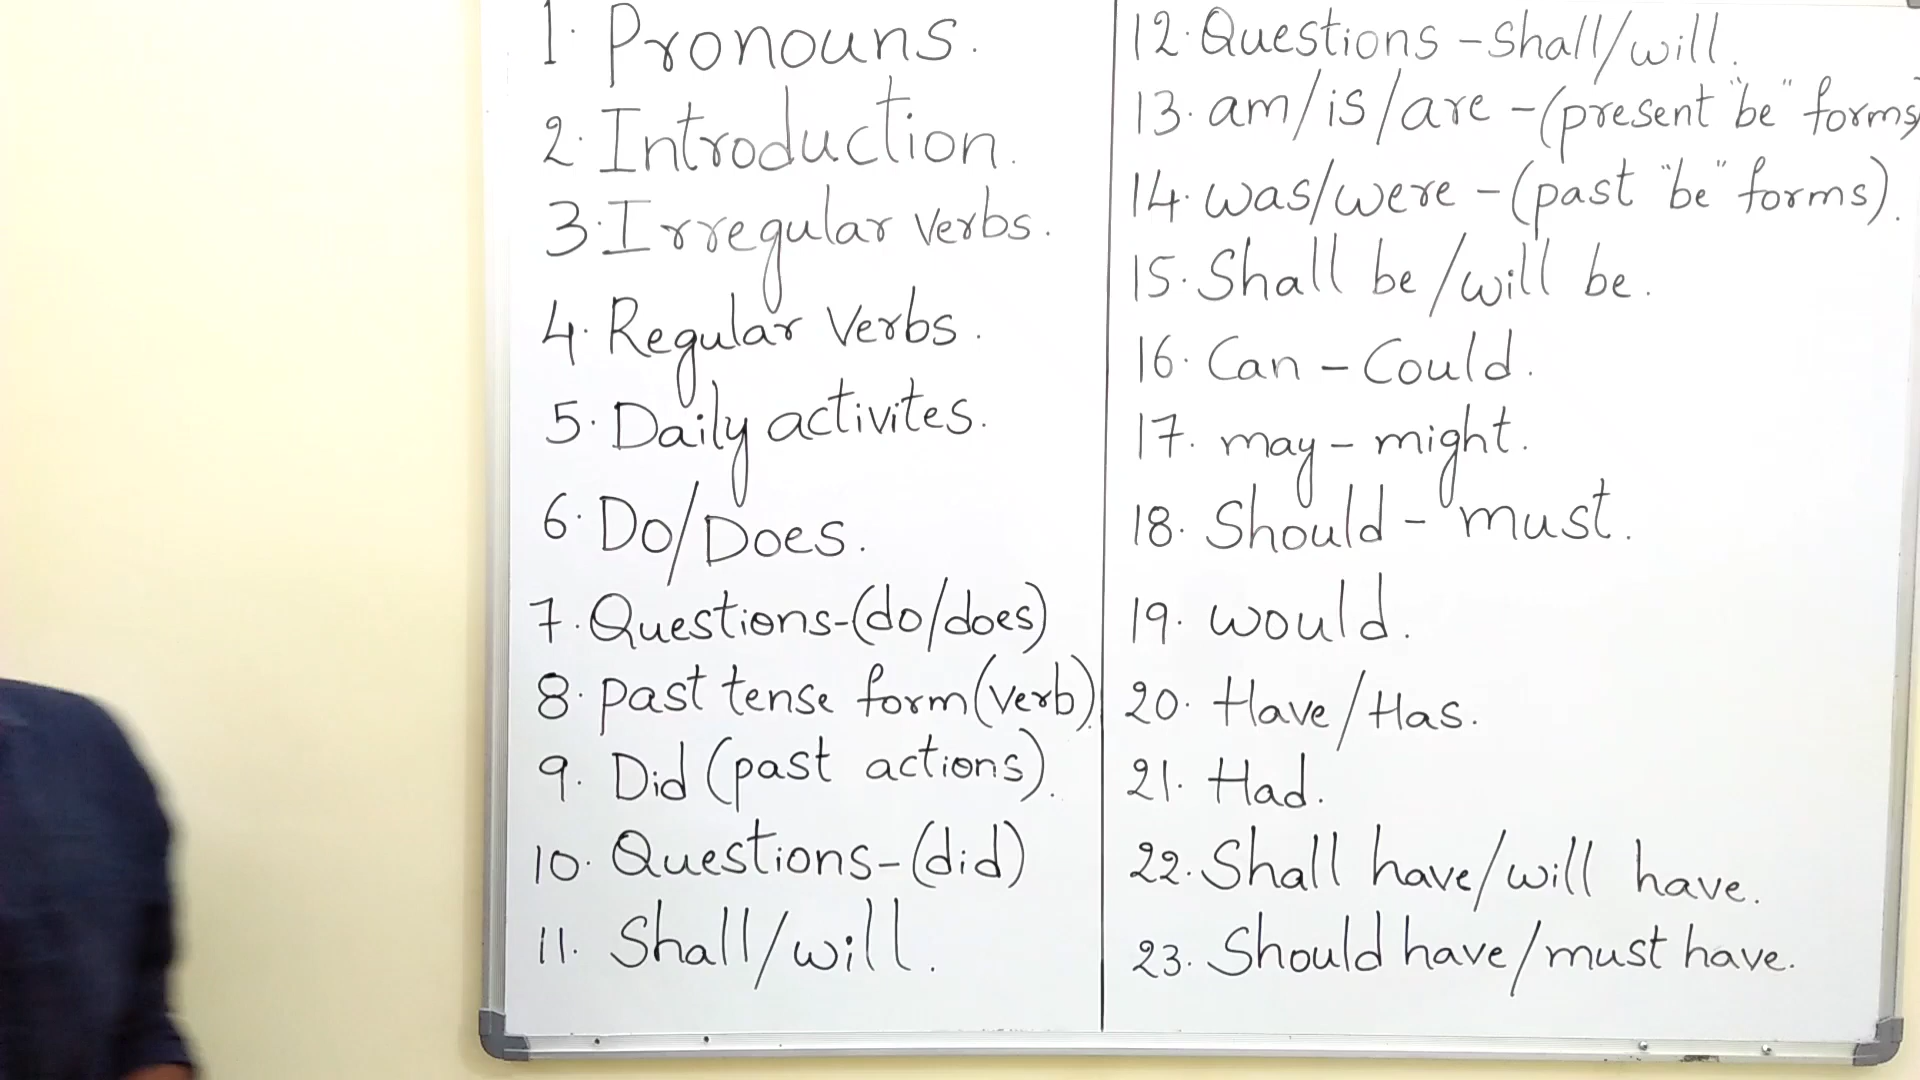 1. Pronouns.
2. Introduction.
3. Irregular verbs.
4. Regular verbs.
5. Daily activites.
6. Do/Does.
7. Questions-(do/does)
8. past tense form(verb).
9. Did (past actions).
10. Questions-(did)
11. Shall/will.
12. Questions - shall/will.
13. am/is/are - (present "be" forms)
14. was/were - (past "be" forms).
15. Shall be/will be.
16. Can - Could.
17. may - might.
18. Should - must.
19. would.
20. Have/Has.
21. Had.
22. Shall have/will have.
23. Should have/must have.